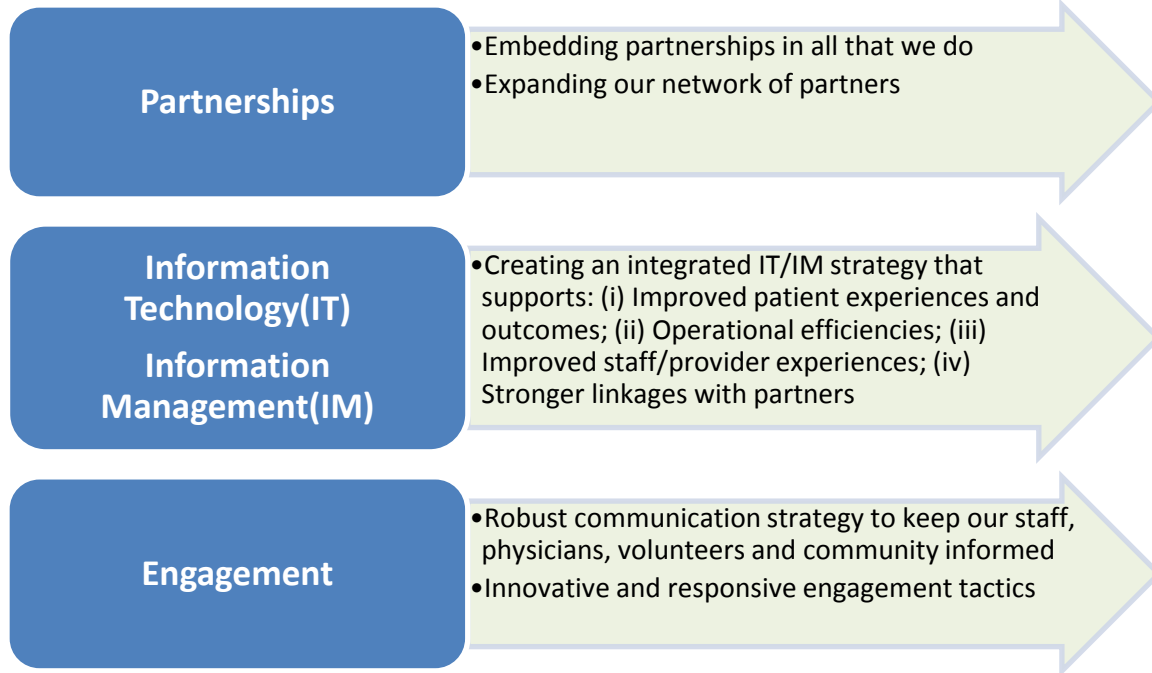 Partnerships
•Embedding partnerships in all that we do
•Expanding our network of partners
Information
Technology(IT)
Information
Management(IM)
•Creating an integrated IT/IM strategy that
supports: (i) Improved patient experiences and
outcomes; (ii) Operational efficiencies; (iii)
Improved staff/provider experiences; (iv)
Stronger linkages with partners
Engagement
•Robust communication strategy to keep our staff,
physicians, volunteers and community informed
•Innovative and responsive engagement tactics